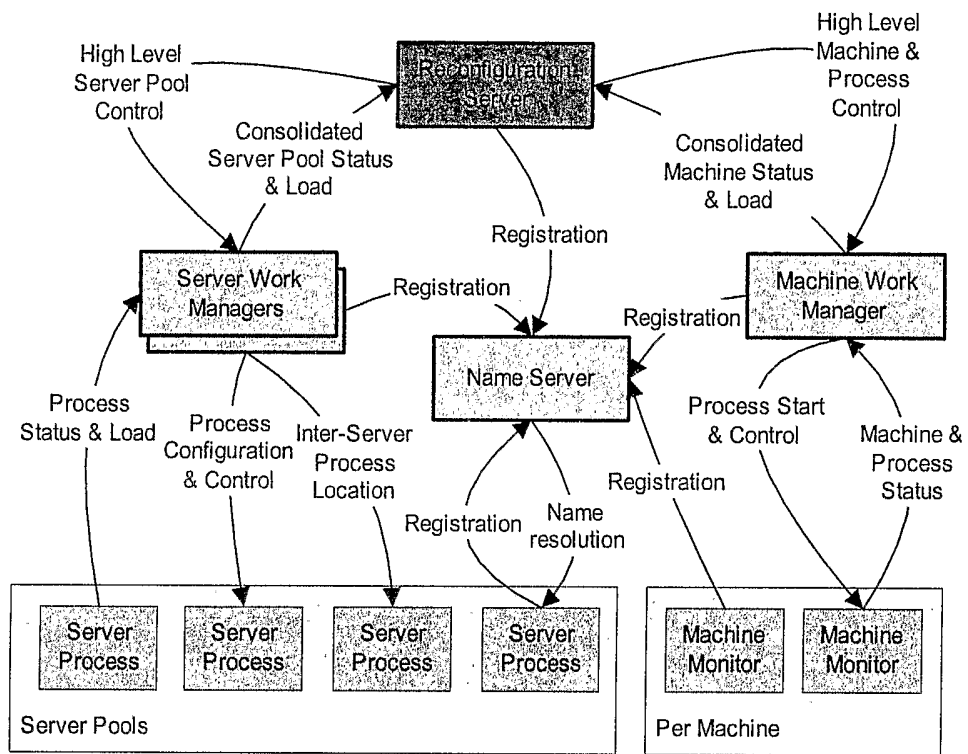 High Level
Server Pool
Control
Reconfiguration
Server
High Level
Machine &
Process
Control
Consolidated
Server Pool Status
& Load
Consolidated
Machine Status
& Load
Registration
Server Work
Managers
Registration
Machine Work
Manager
Registration
Name Server
Process
Status & Load
Process
Configuration
& Control
Inter-Server
Process
Location
Process Start
& Control
Machine &
Process
Status
Registration
Registration
Name
resolution
Server
Process
Server
Process
Server
Process
Server
Process
Machine
Monitor
Machine
Monitor
Server Pools
Per Machine